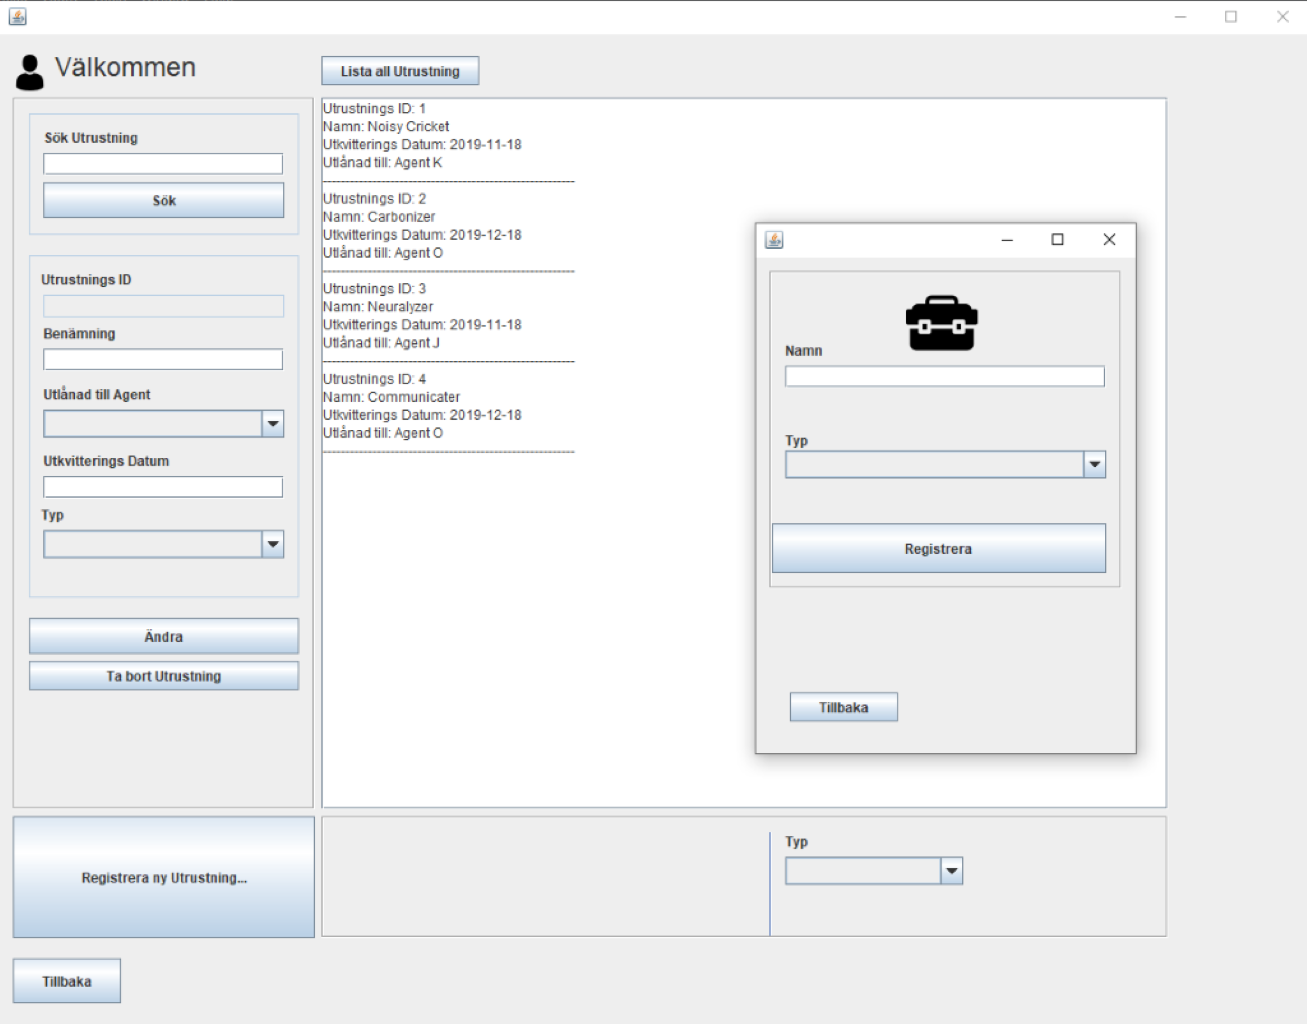 Välkommen
Lista all Utrustning
Sök Utrustning
Sök
Utrustnings ID
Benämning
Utlånad till Agent
Utkvitterings Datum
Typ
Ändra
Ta bort Utrustning
Registrera ny Utrustning...
Tillbaka
Utrustnings ID: 1
Namn: Noisy Cricket
Utkvitterings Datum: 2019-11-18
Utlånad till: Agent K
--------------------------------------------------------------
Utrustnings ID: 2
Namn: Carbonizer
Utkvitterings Datum: 2019-12-18
Utlånad till: Agent O
--------------------------------------------------------------
Utrustnings ID: 3
Namn: Neuralyzer
Utkvitterings Datum: 2019-11-18
Utlånad till: Agent J
--------------------------------------------------------------
Utrustnings ID: 4
Namn: Communicater
Utkvitterings Datum: 2019-12-18
Utlånad till: Agent O
--------------------------------------------------------------
Namn
Typ
Registrera
Tillbaka
Typ